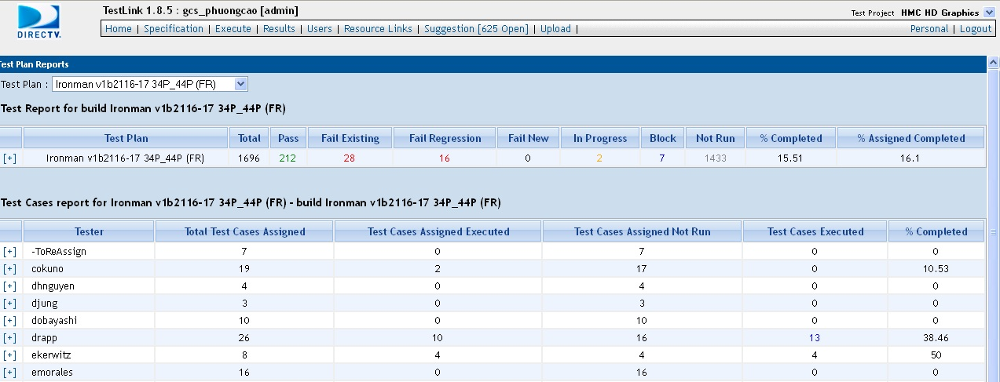 TestLink 1.8.5 : gcs_phuongcao [admin]
Test Project HMC HD Graphics
DIRECTV.
Home | Specification | Execute | Results | Users | Resource Links | Suggestion [625 Open] | Upload |
Personal | Logout
Test Plan Reports
Test Plan : Ironman v1b2116-17 34P_44P (FR)
Test Report for build Ironman v1b2116-17 34P_44P (FR)
Test Plan Total Pass Fail Existing Fail Regression Fail New In Progress Block Not Run % Completed % Assigned Completed
[+] Ironman v1b2116-17 34P_44P (FR) 1696 212 28 16 0 2 7 1433 15.51 16.1
Test Cases report for Ironman v1b2116-17 34P_44P (FR) - build Ironman v1b2116-17 34P_44P (FR)
Tester Total Test Cases Assigned Test Cases Assigned Executed Test Cases Assigned Not Run Test Cases Executed % Completed
[+] -ToReAssign 7 0 7 0 0
[+] cokuno 19 2 17 0 10.53
[+] dhnguyen 4 0 4 0 0
[+] djung 3 0 3 0 0
[+] dobayashi 10 0 10 0 0
[+] drapp 26 10 16 13 38.46
[+] ekerwitz 8 4 4 4 50
[+] emorales 16 0 16 0 0